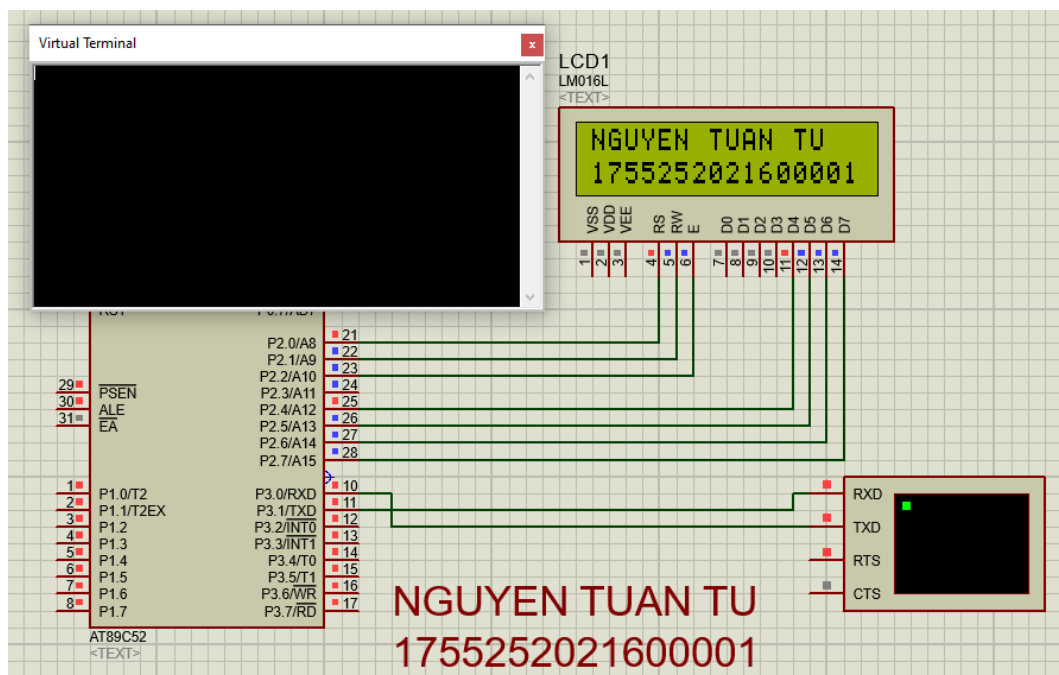 Virtual Terminal
x
LCD1
LM016L
<TEXT>
NGUYEN TUAN TU
1755252021600001
VSS VDD VEE RS RW E D0 D1 D2 D3 D4 D5 D6 D7
1 2 3 4 5 6 7 8 9 10 11 12 13 14
21 P2.0/A8
22 P2.1/A9
23 P2.2/A10
24 P2.3/A11
25 P2.4/A12
26 P2.5/A13
27 P2.6/A14
28 P2.7/A15
29 PSEN
30 ALE
31 EA
1 P1.0/T2
2 P1.1/T2EX
3 P1.2
4 P1.3
5 P1.4
6 P1.5
7 P1.6
8 P1.7
P3.0/RXD 10
P3.1/TXD 11
P3.2/INT0 12
P3.3/INT1 13
P3.4/T0 14
P3.5/T1 15
P3.6/WR 16
P3.7/RD 17
AT89C52
<TEXT>
RXD
TXD
RTS
CTS
NGUYEN TUAN TU
1755252021600001